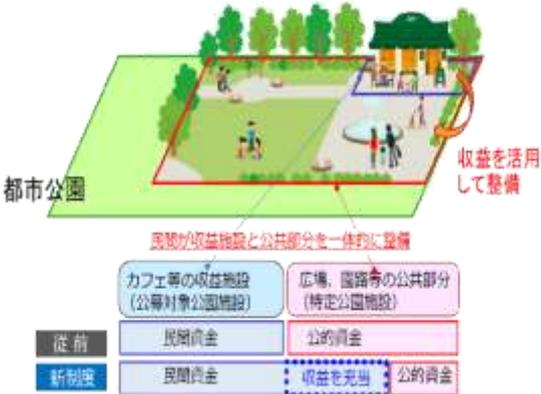 収益を活用
して整備
都市公園
民間が収益施設と公共部分を一体的に整備
カフェ等の収益施設
(公募対象公園施設)
広場、園路等の公共部分
(特定公園施設)
従前
民間資金
公的資金
新制度
民間資金
収益を充当
公的資金